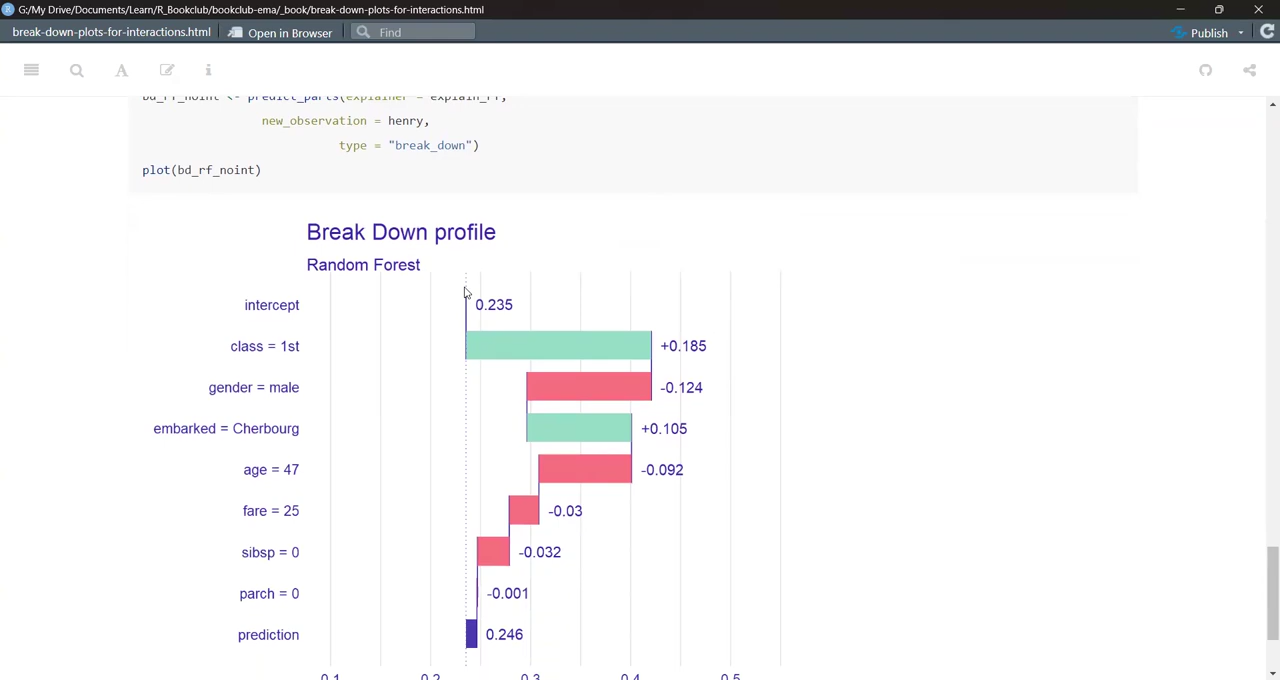 G:/My Drive/Documents/Learn/R_Bookclub/bookclub-ema/_book/break-down-plots-for-interactions.html
break-down-plots-for-interactions.html
Open in Browser
Find
Publish
bd_rf_noint <- predict_parts(explainer = explain_rf,
new_observation = henry,
type = "break_down")
plot(bd_rf_noint)
Break Down profile
Random Forest
intercept 0.235
class = 1st +0.185
gender = male -0.124
embarked = Cherbourg +0.105
age = 47 -0.092
fare = 25 -0.03
sibsp = 0 -0.032
parch = 0 -0.001
prediction 0.246
0.1 0.2 0.3 0.4 0.5